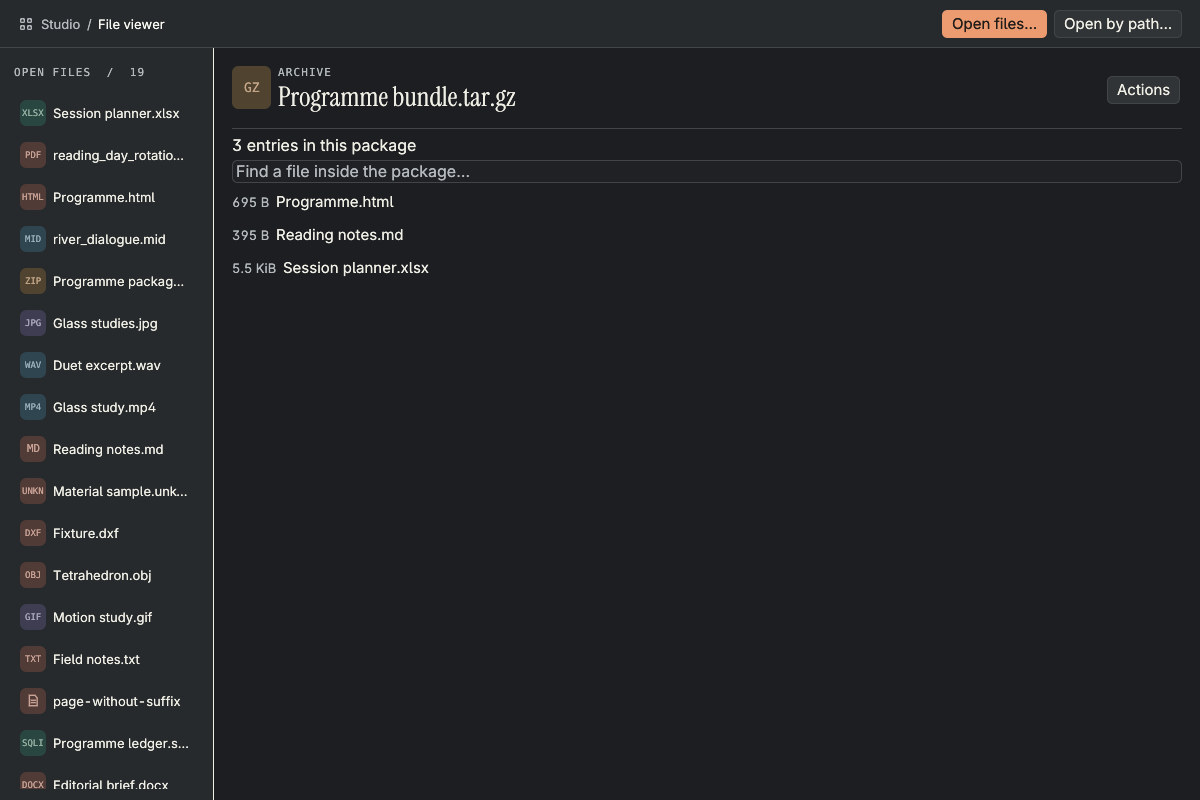 Studio / File viewer
Open files...
Open by path...
OPEN FILES / 19
XLSX Session planner.xlsx
PDF reading_day_rotatio...
HTML Programme.html
MID river_dialogue.mid
ZIP Programme packag...
JPG Glass studies.jpg
WAV Duet excerpt.wav
MP4 Glass study.mp4
MD Reading notes.md
UNKN Material sample.unk...
DXF Fixture.dxf
OBJ Tetrahedron.obj
GIF Motion study.gif
TXT Field notes.txt
page-without-suffix
SQLI Programme ledger.s...
DOCX Editorial brief.docx
GZ
ARCHIVE
Programme bundle.tar.gz
Actions
3 entries in this package
Find a file inside the package...
695 B Programme.html
395 B Reading notes.md
5.5 KiB Session planner.xlsx